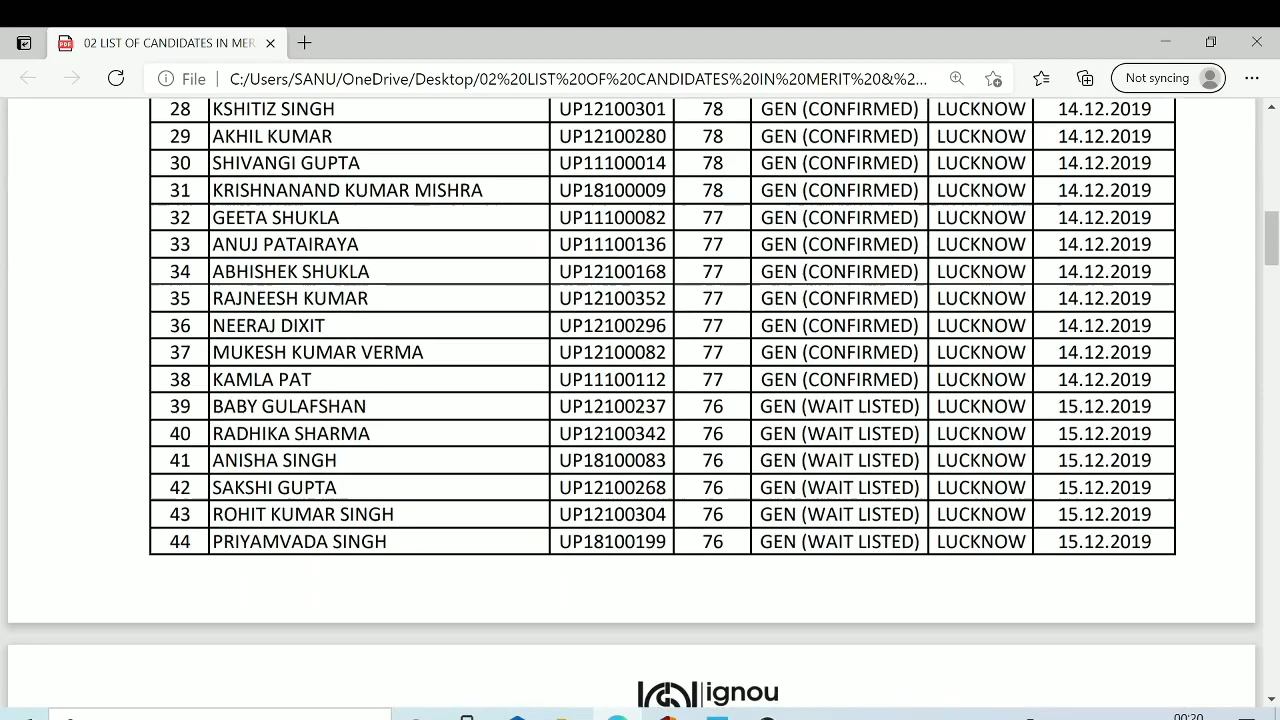 02 LIST OF CANDIDATES IN MER
File C:/Users/SANU/OneDrive/Desktop/02%20LIST%20OF%20CANDIDATES%20IN%20MERIT%20&%2... Not syncing
28 KSHITIZ SINGH UP12100301 78 GEN (CONFIRMED) LUCKNOW 14.12.2019
29 AKHIL KUMAR UP12100280 78 GEN (CONFIRMED) LUCKNOW 14.12.2019
30 SHIVANGI GUPTA UP11100014 78 GEN (CONFIRMED) LUCKNOW 14.12.2019
31 KRISHNANAND KUMAR MISHRA UP18100009 78 GEN (CONFIRMED) LUCKNOW 14.12.2019
32 GEETA SHUKLA UP11100082 77 GEN (CONFIRMED) LUCKNOW 14.12.2019
33 ANUJ PATAIRAYA UP11100136 77 GEN (CONFIRMED) LUCKNOW 14.12.2019
34 ABHISHEK SHUKLA UP12100168 77 GEN (CONFIRMED) LUCKNOW 14.12.2019
35 RAJNEESH KUMAR UP12100352 77 GEN (CONFIRMED) LUCKNOW 14.12.2019
36 NEERAJ DIXIT UP12100296 77 GEN (CONFIRMED) LUCKNOW 14.12.2019
37 MUKESH KUMAR VERMA UP12100082 77 GEN (CONFIRMED) LUCKNOW 14.12.2019
38 KAMLA PAT UP11100112 77 GEN (CONFIRMED) LUCKNOW 14.12.2019
39 BABY GULAFSHAN UP12100237 76 GEN (WAIT LISTED) LUCKNOW 15.12.2019
40 RADHIKA SHARMA UP12100342 76 GEN (WAIT LISTED) LUCKNOW 15.12.2019
41 ANISHA SINGH UP18100083 76 GEN (WAIT LISTED) LUCKNOW 15.12.2019
42 SAKSHI GUPTA UP12100268 76 GEN (WAIT LISTED) LUCKNOW 15.12.2019
43 ROHIT KUMAR SINGH UP12100304 76 GEN (WAIT LISTED) LUCKNOW 15.12.2019
44 PRIYAMVADA SINGH UP18100199 76 GEN (WAIT LISTED) LUCKNOW 15.12.2019
ignou
00:20